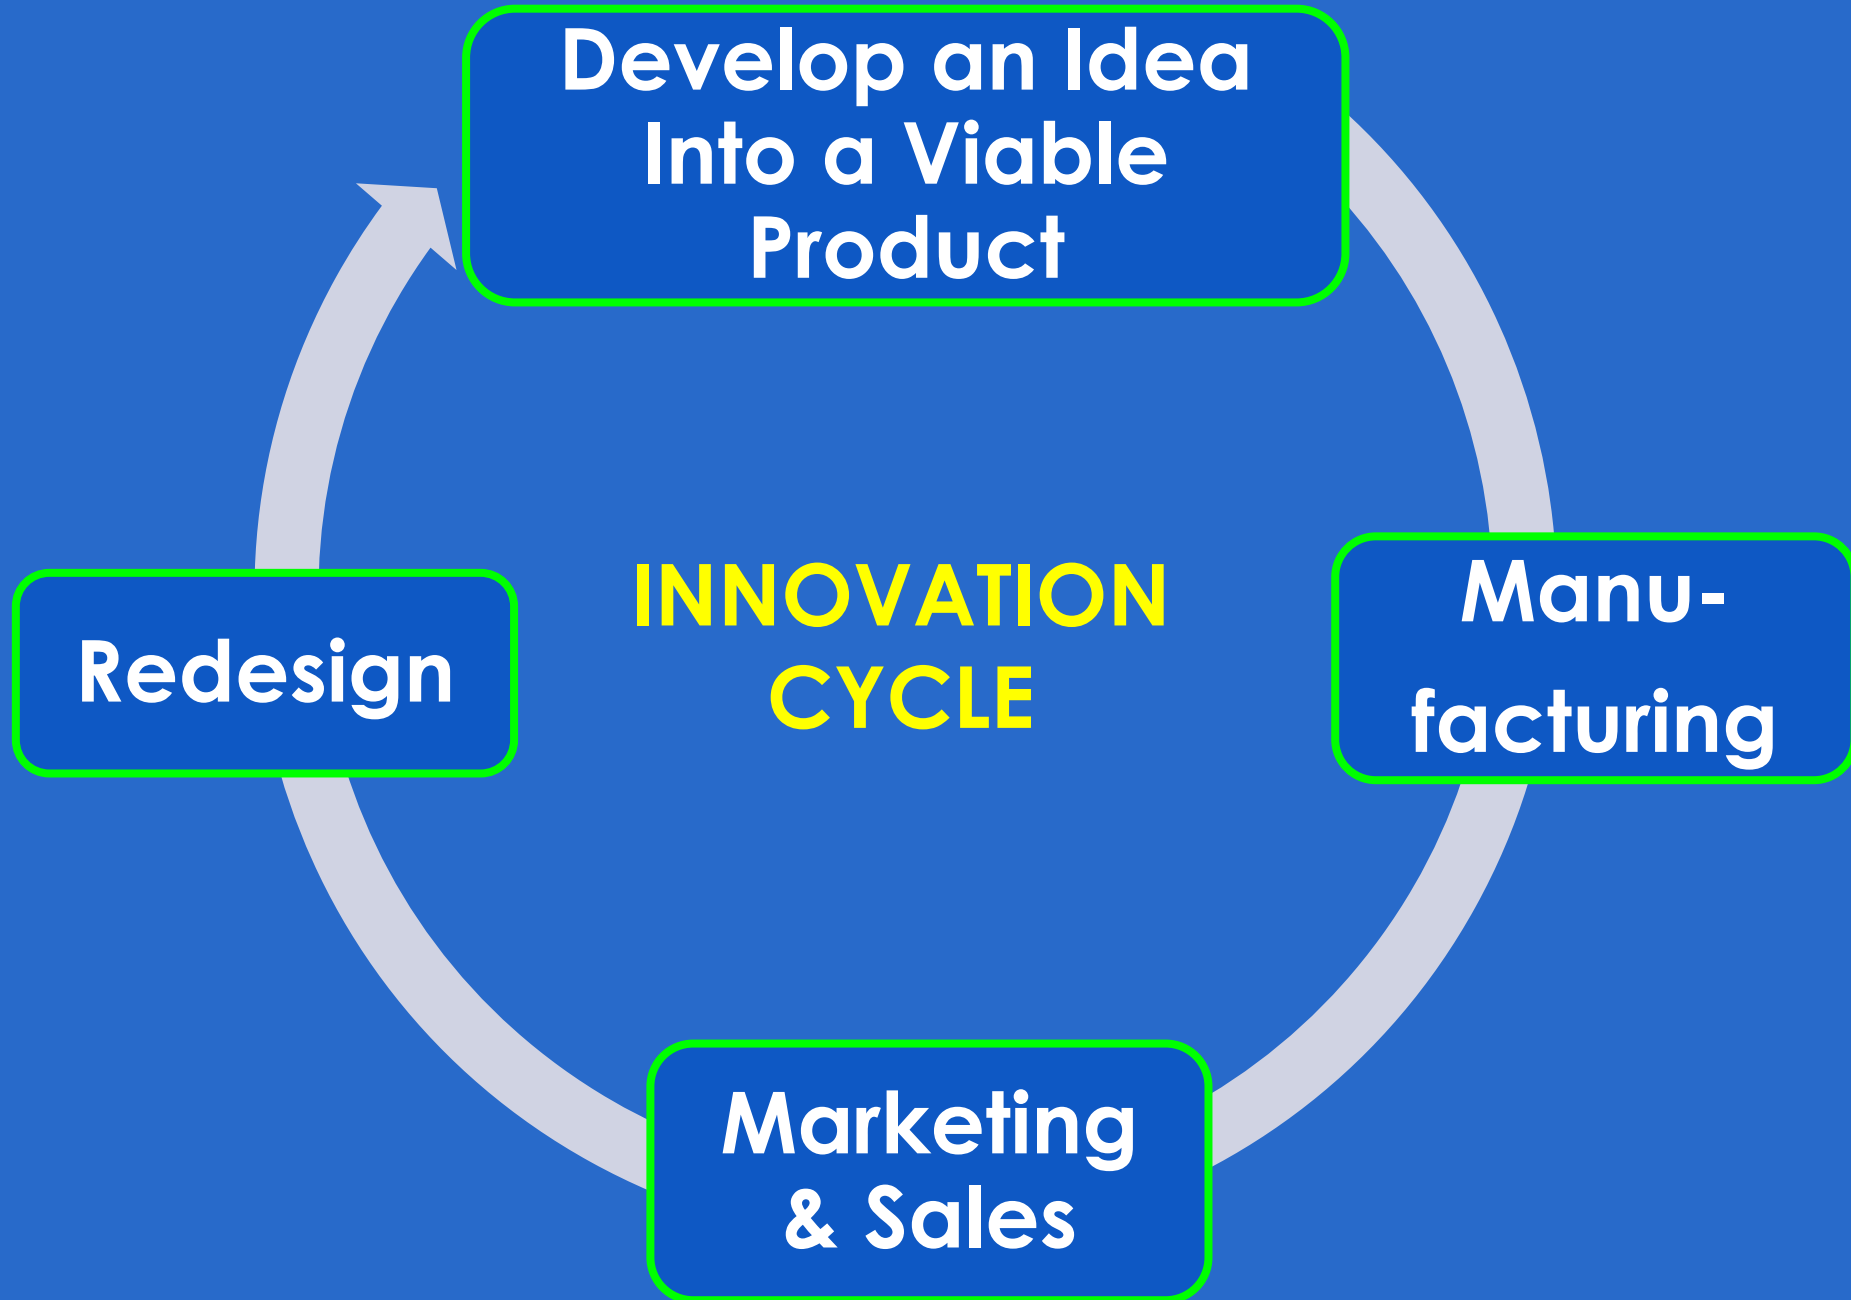 Develop an Idea
Into a Viable
Product
INNOVATION
CYCLE
Manu-
facturing
Redesign
Marketing
& Sales